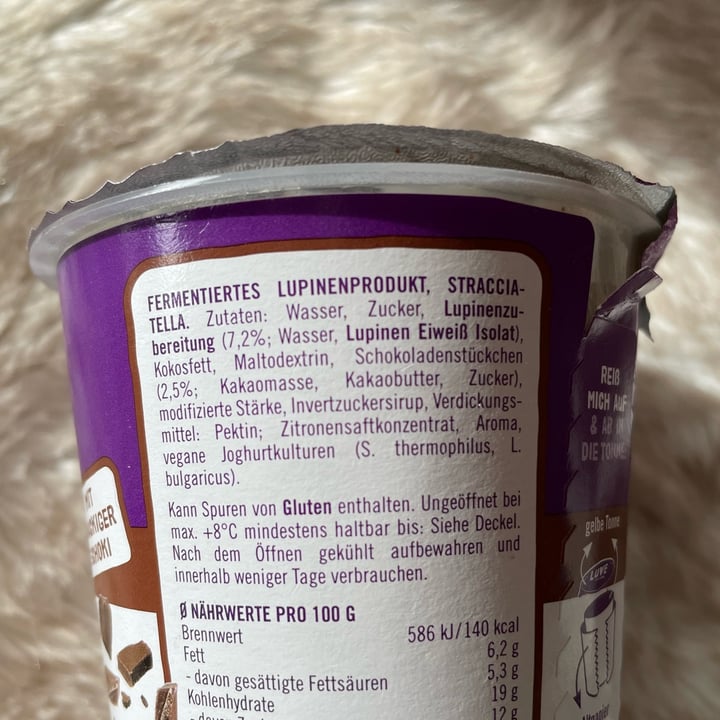 FERMENTIERTES LUPINENPRODUKT, STRACCIA-
TELLA. Zutaten: Wasser, Zucker, Lupinenzu-
bereitung (7,2%; Wasser, Lupinen Eiweiß Isolat),
Kokosfett, Maltodextrin, Schokoladenstückchen
(2,5%; Kakaomasse, Kakaobutter, Zucker),
modifizierte Stärke, Invertzuckersirup, Verdickungs-
mittel: Pektin; Zitronensaftkonzentrat, Aroma,
vegane Joghurtkulturen (S. thermophilus, L.
bulgaricus).
Kann Spuren von Gluten enthalten. Ungeöffnet bei
max. +8°C mindestens haltbar bis: Siehe Deckel.
Nach dem Öffnen gekühlt aufbewahren und
innerhalb weniger Tage verbrauchen.
Ø NÄHRWERTE PRO 100 G
Brennwert 586 kJ/140 kcal
Fett 6,2 g
- davon gesättigte Fettsäuren 5,3 g
Kohlenhydrate 19 g
12 g
REIß
MICH AUF
& AB IN
DIE TONNE
gelbe Tonne
LUVE